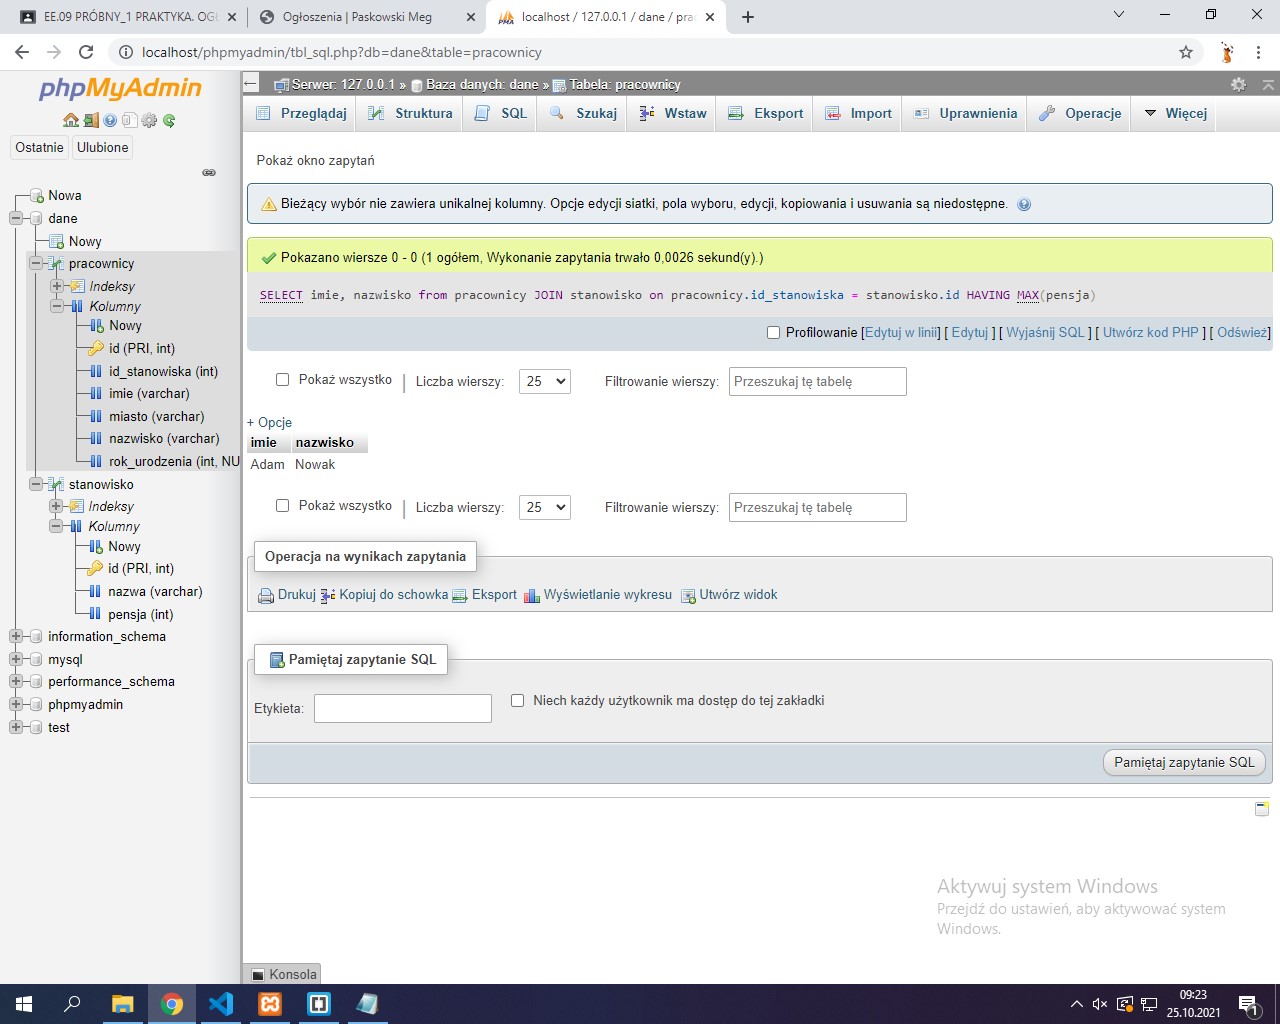 EE.09 PRÓBNY_1 PRAKTYKA. OGŁ
Ogłoszenia | Paskowski Meg
localhost / 127.0.0.1 / dane / pra
localhost/phpmyadmin/tbl_sql.php?db=dane&table=pracownicy
phpMyAdmin
Ostatnie
Ulubione
Nowa
dane
Nowy
pracownicy
Indeksy
Kolumny
Nowy
id (PRI, int)
id_stanowiska (int)
imie (varchar)
miasto (varchar)
nazwisko (varchar)
rok_urodzenia (int, NU
stanowisko
Indeksy
Kolumny
Nowy
id (PRI, int)
nazwa (varchar)
pensja (int)
information_schema
mysql
performance_schema
phpmyadmin
test
Serwer: 127.0.0.1 » Baza danych: dane » Tabela: pracownicy
Przeglądaj Struktura SQL Szukaj Wstaw Eksport Import Uprawnienia Operacje Więcej
Pokaż okno zapytań
Bieżący wybór nie zawiera unikalnej kolumny. Opcje edycji siatki, pola wyboru, edycji, kopiowania i usuwania są niedostępne.
Pokazano wiersze 0 - 0 (1 ogółem, Wykonanie zapytania trwało 0,0026 sekund(y).)
SELECT imie, nazwisko from pracownicy JOIN stanowisko on pracownicy.id_stanowiska = stanowisko.id HAVING MAX(pensja)
Profilowanie [Edytuj w linii] [ Edytuj ] [ Wyjaśnij SQL ] [ Utwórz kod PHP ] [ Odśwież]
Pokaż wszystko | Liczba wierszy: 25 Filtrowanie wierszy: Przeszukaj tę tabelę
+ Opcje
imie nazwisko
Adam Nowak
Pokaż wszystko | Liczba wierszy: 25 Filtrowanie wierszy: Przeszukaj tę tabelę
Operacja na wynikach zapytania
Drukuj Kopiuj do schowka Eksport Wyświetlanie wykresu Utwórz widok
Pamiętaj zapytanie SQL
Etykieta: Niech każdy użytkownik ma dostęp do tej zakładki
Pamiętaj zapytanie SQL
Aktywuj system Windows
Przejdź do ustawień, aby aktywować system
Windows.
Konsola
09:23
25.10.2021
1